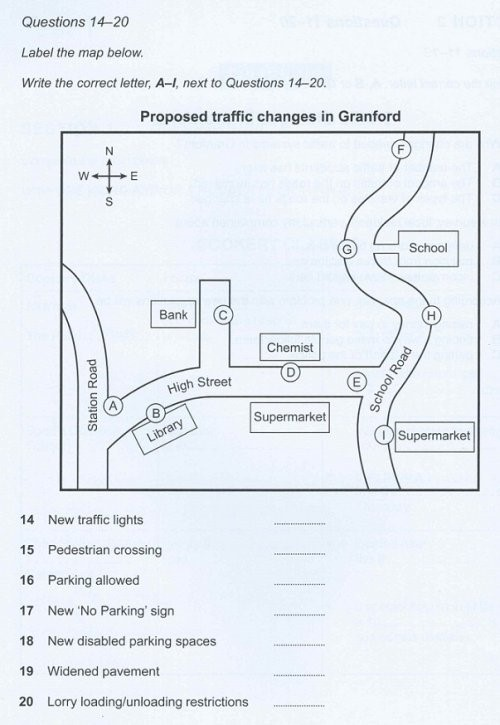 Questions 14–20
Label the map below.
Write the correct letter, A–I, next to Questions 14–20.
Proposed traffic changes in Granford
N
W E
S
F
G
School
H
Bank
C
Chemist
D
E
High Street
Station Road
School Road
A
B
Library
Supermarket
I
Supermarket
14 New traffic lights ....................
15 Pedestrian crossing ....................
16 Parking allowed ....................
17 New ‘No Parking’ sign ....................
18 New disabled parking spaces ....................
19 Widened pavement ....................
20 Lorry loading/unloading restrictions ....................